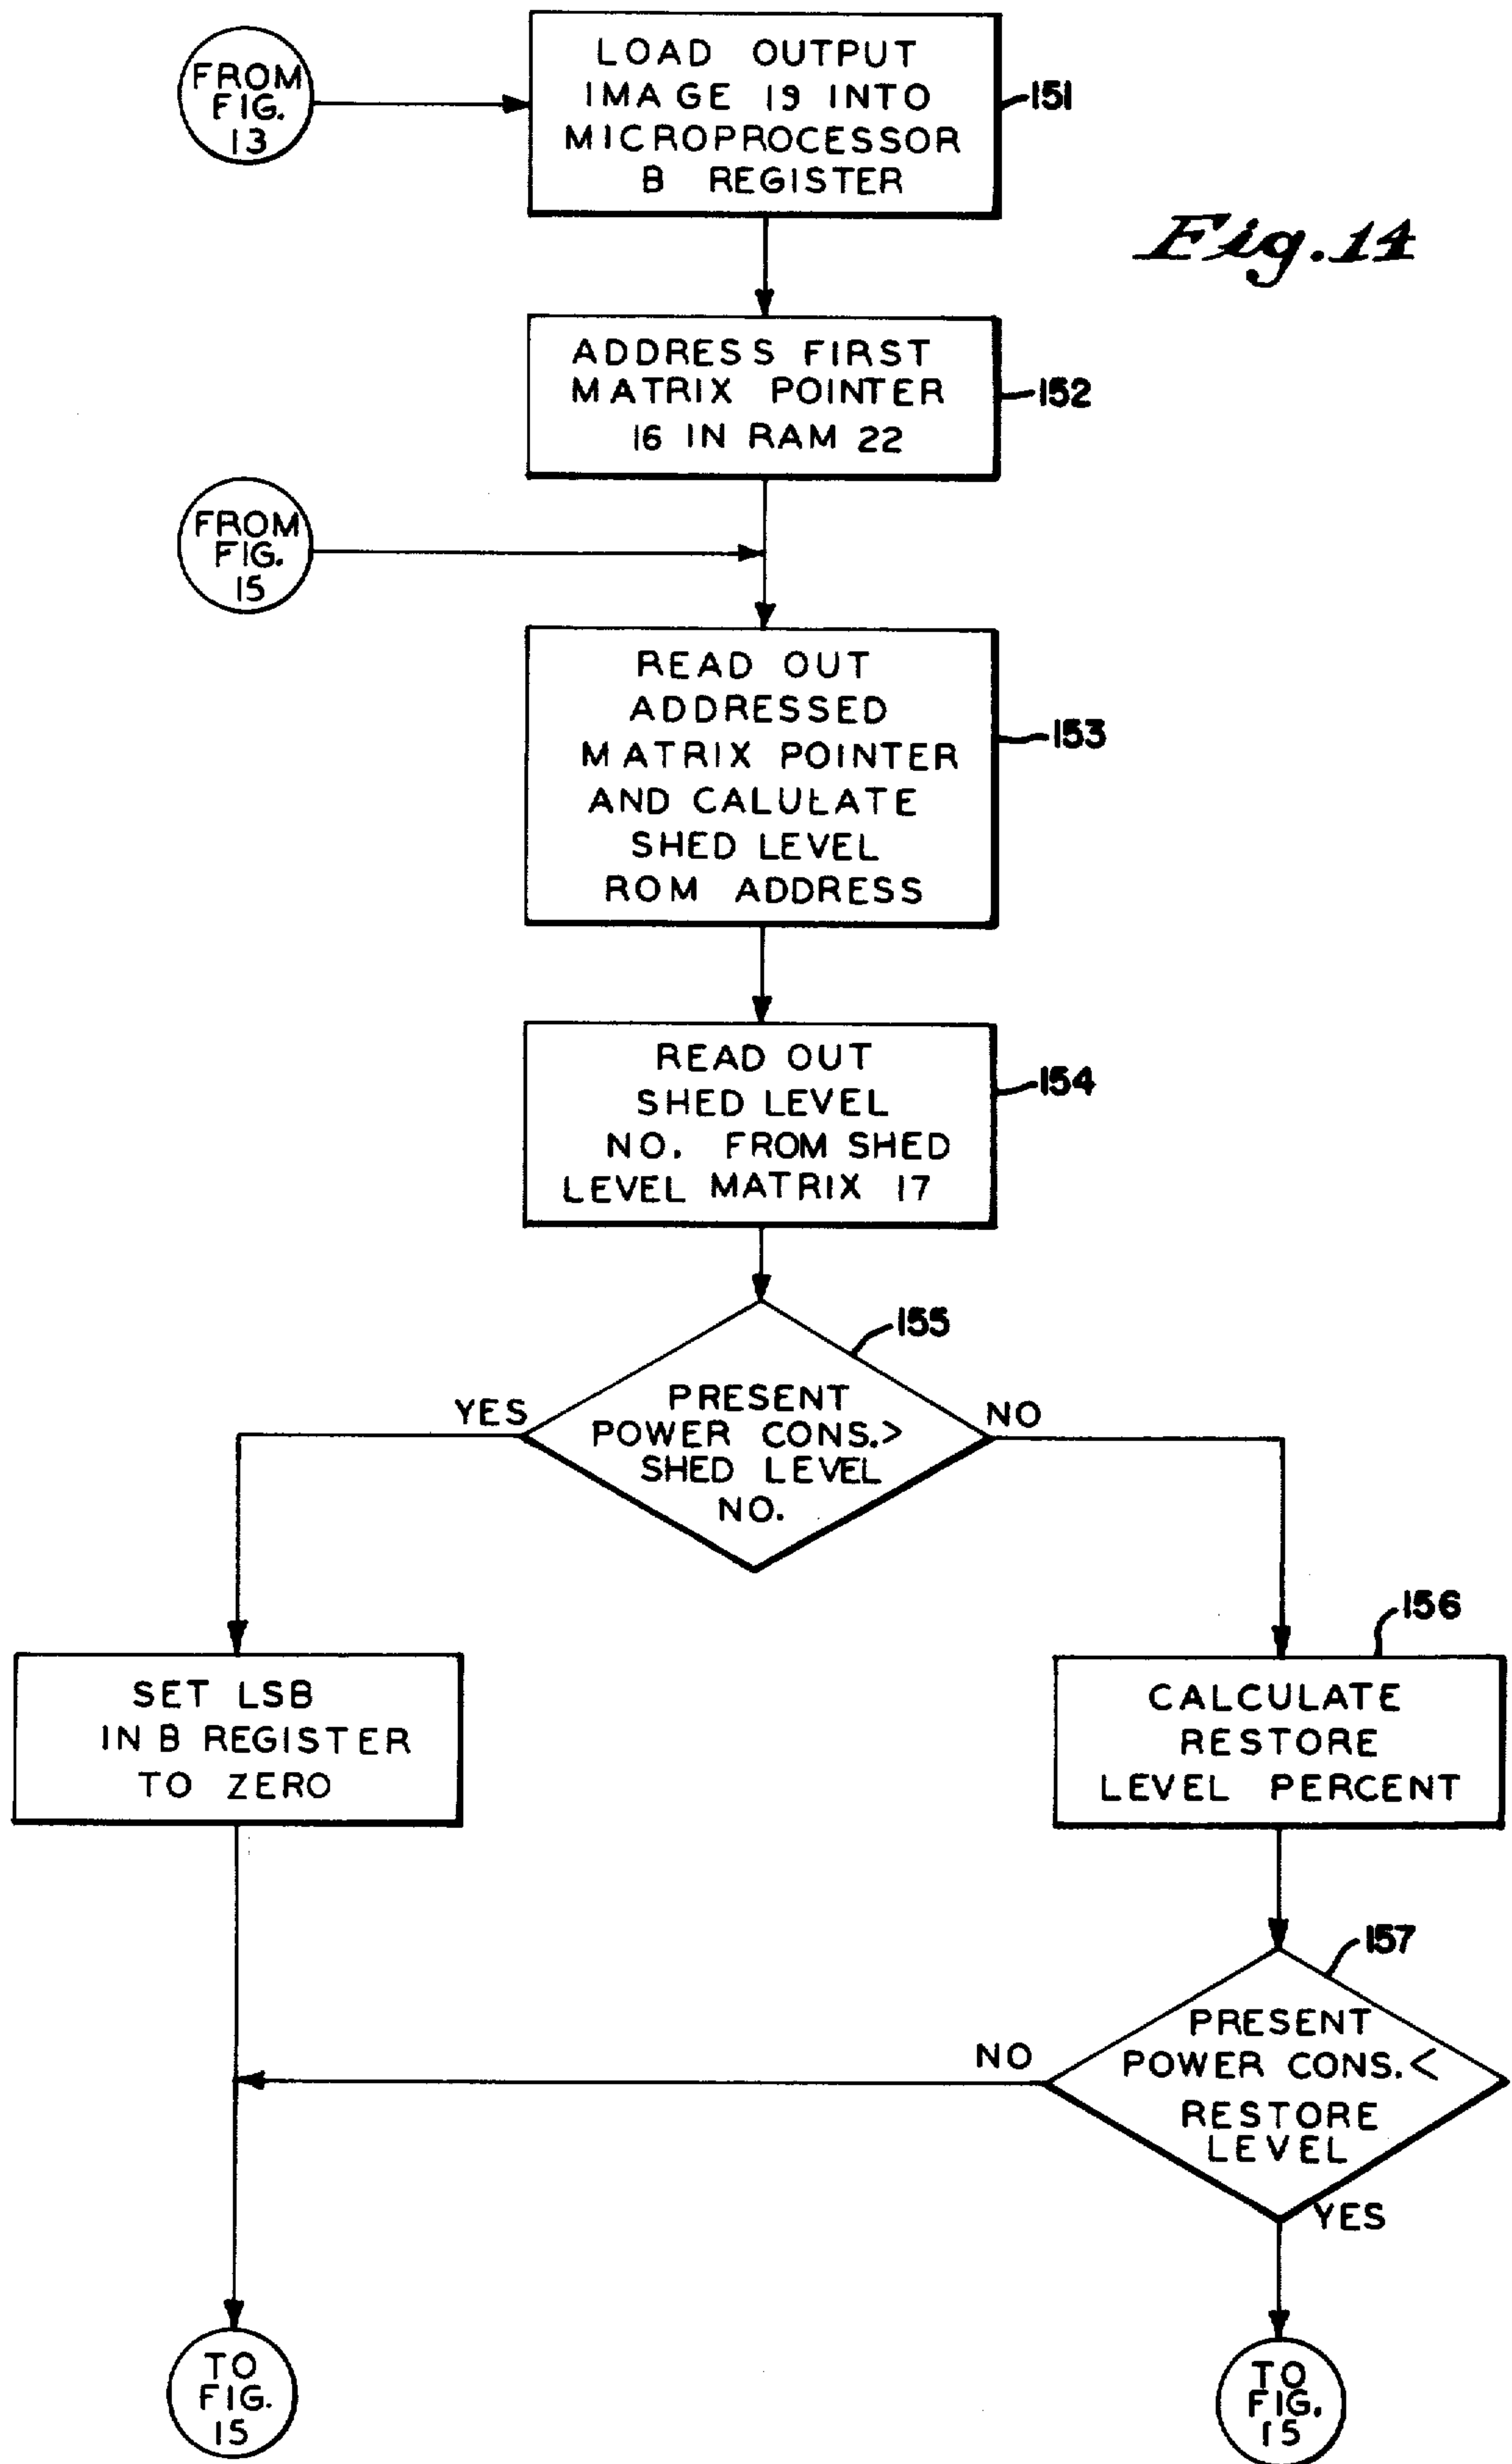 FROM
FIG.
13
LOAD OUTPUT
IMAGE 19 INTO
MICROPROCESSOR
B REGISTER
151
Fig. 14
ADDRESS FIRST
MATRIX POINTER
16 IN RAM 22
152
FROM
FIG.
15
READ OUT
ADDRESSED
MATRIX POINTER
AND CALULATE
SHED LEVEL
ROM ADDRESS
153
READ OUT
SHED LEVEL
NO. FROM SHED
LEVEL MATRIX 17
154
155
PRESENT
POWER CONS.>
SHED LEVEL
NO.
YES
NO
SET LSB
IN B REGISTER
TO ZERO
156
CALCULATE
RESTORE
LEVEL PERCENT
157
PRESENT
POWER CONS.<
RESTORE
LEVEL
NO
YES
TO
FIG.
15
TO
FIG.
15